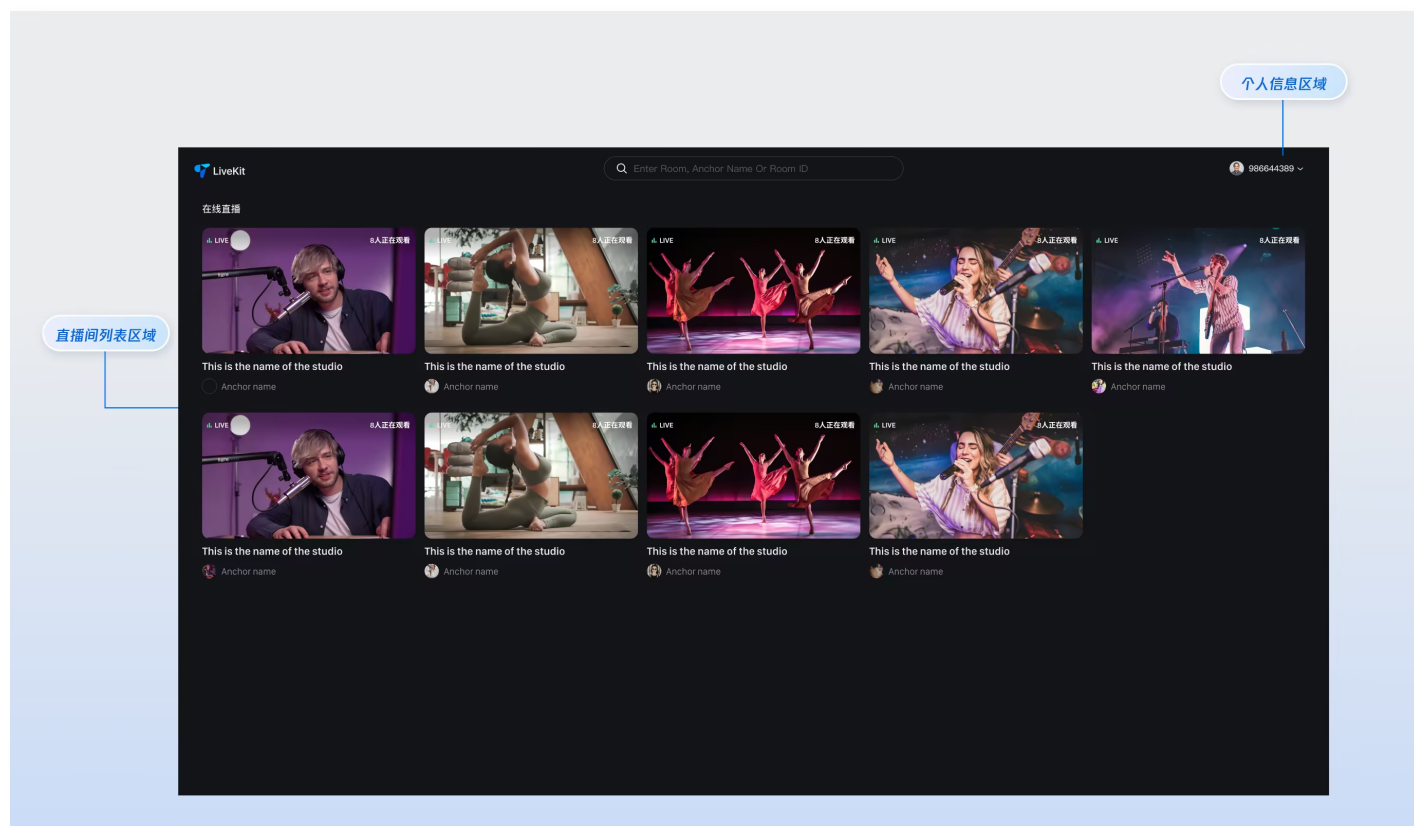 个人信息区域
LiveKit
Enter Room, Anchor Name Or Room ID
986644389
在线直播
LIVE 8人正在观看
LIVE 8人正在观看
LIVE 8人正在观看
LIVE 8人正在观看
LIVE 8人正在观看
直播间列表区域
This is the name of the studio
This is the name of the studio
This is the name of the studio
This is the name of the studio
This is the name of the studio
Anchor name
Anchor name
Anchor name
Anchor name
Anchor name
LIVE 8人正在观看
LIVE 8人正在观看
LIVE 8人正在观看
LIVE 8人正在观看
This is the name of the studio
This is the name of the studio
This is the name of the studio
This is the name of the studio
Anchor name
Anchor name
Anchor name
Anchor name